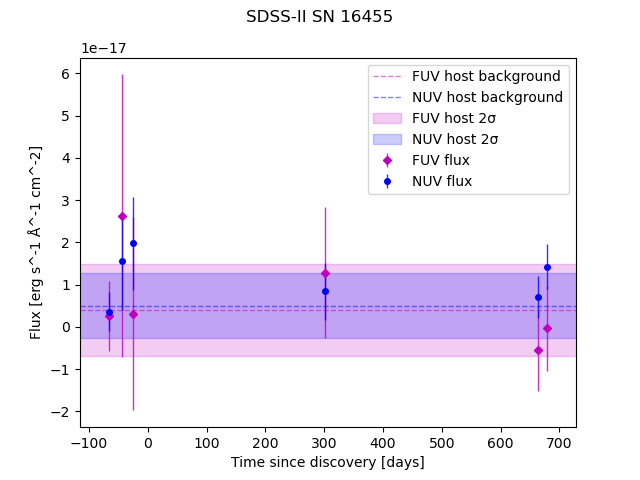 SDSS-II SN 16455
1e−17
FUV host background
NUV host background
FUV host 2σ
NUV host 2σ
FUV flux
NUV flux
6
5
4
3
2
1
0
−1
−2
Flux [erg s^-1 Å^-1 cm^-2]
−100 0 100 200 300 400 500 600 700
Time since discovery [days]